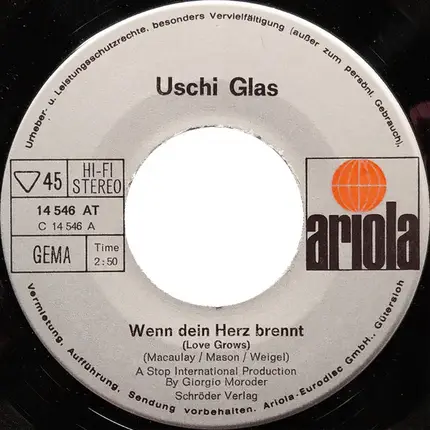 Urheber- u. Leistungsschutzrechte, besonders Vervielfältigung (außer zum persönl. Gebrauch),
Uschi Glas
▽ 45
HI-FI
STEREO
14 546 AT
C 14 546 A
GEMA
Time
2:50
ariola
Wenn dein Herz brennt
(Love Grows)
(Macaulay / Mason / Weigel)
A Stop International Production
By Giorgio Moroder
Schröder Verlag
Vermietung, Aufführung, Sendung vorbehalten. Ariola-Eurodisc GmbH., Gütersloh